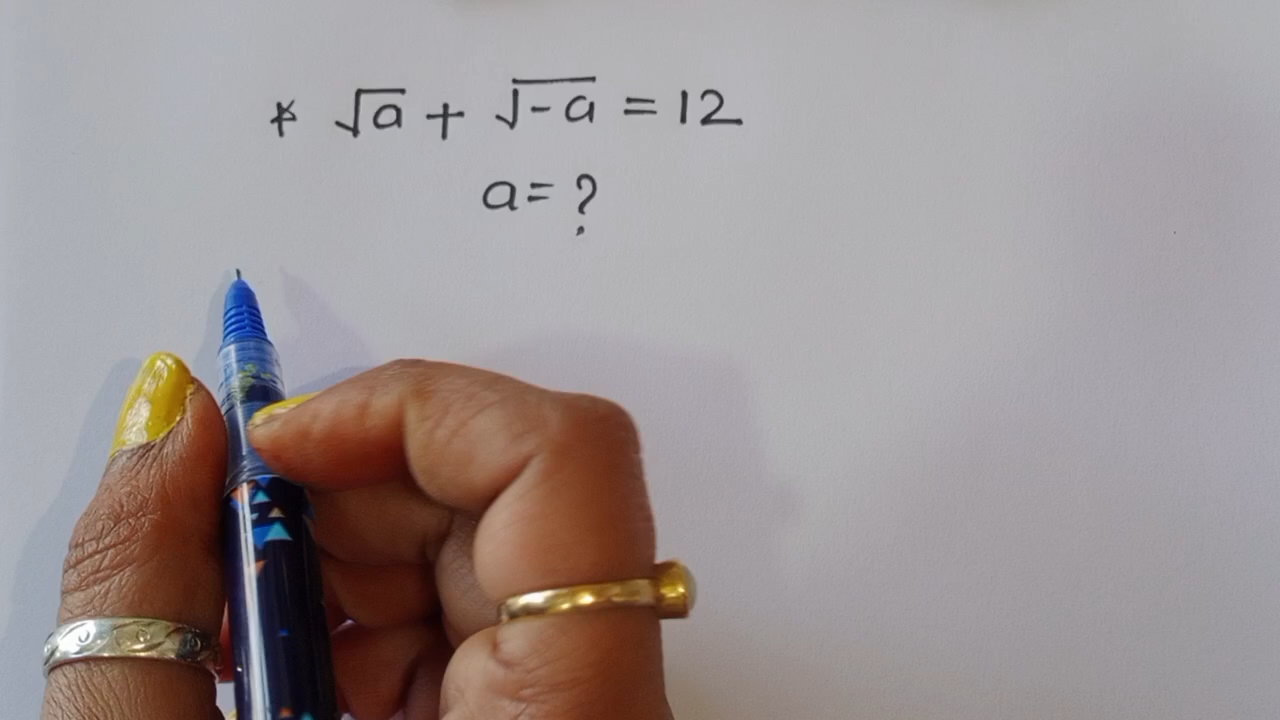 * √a + √-a = 12
a = ?